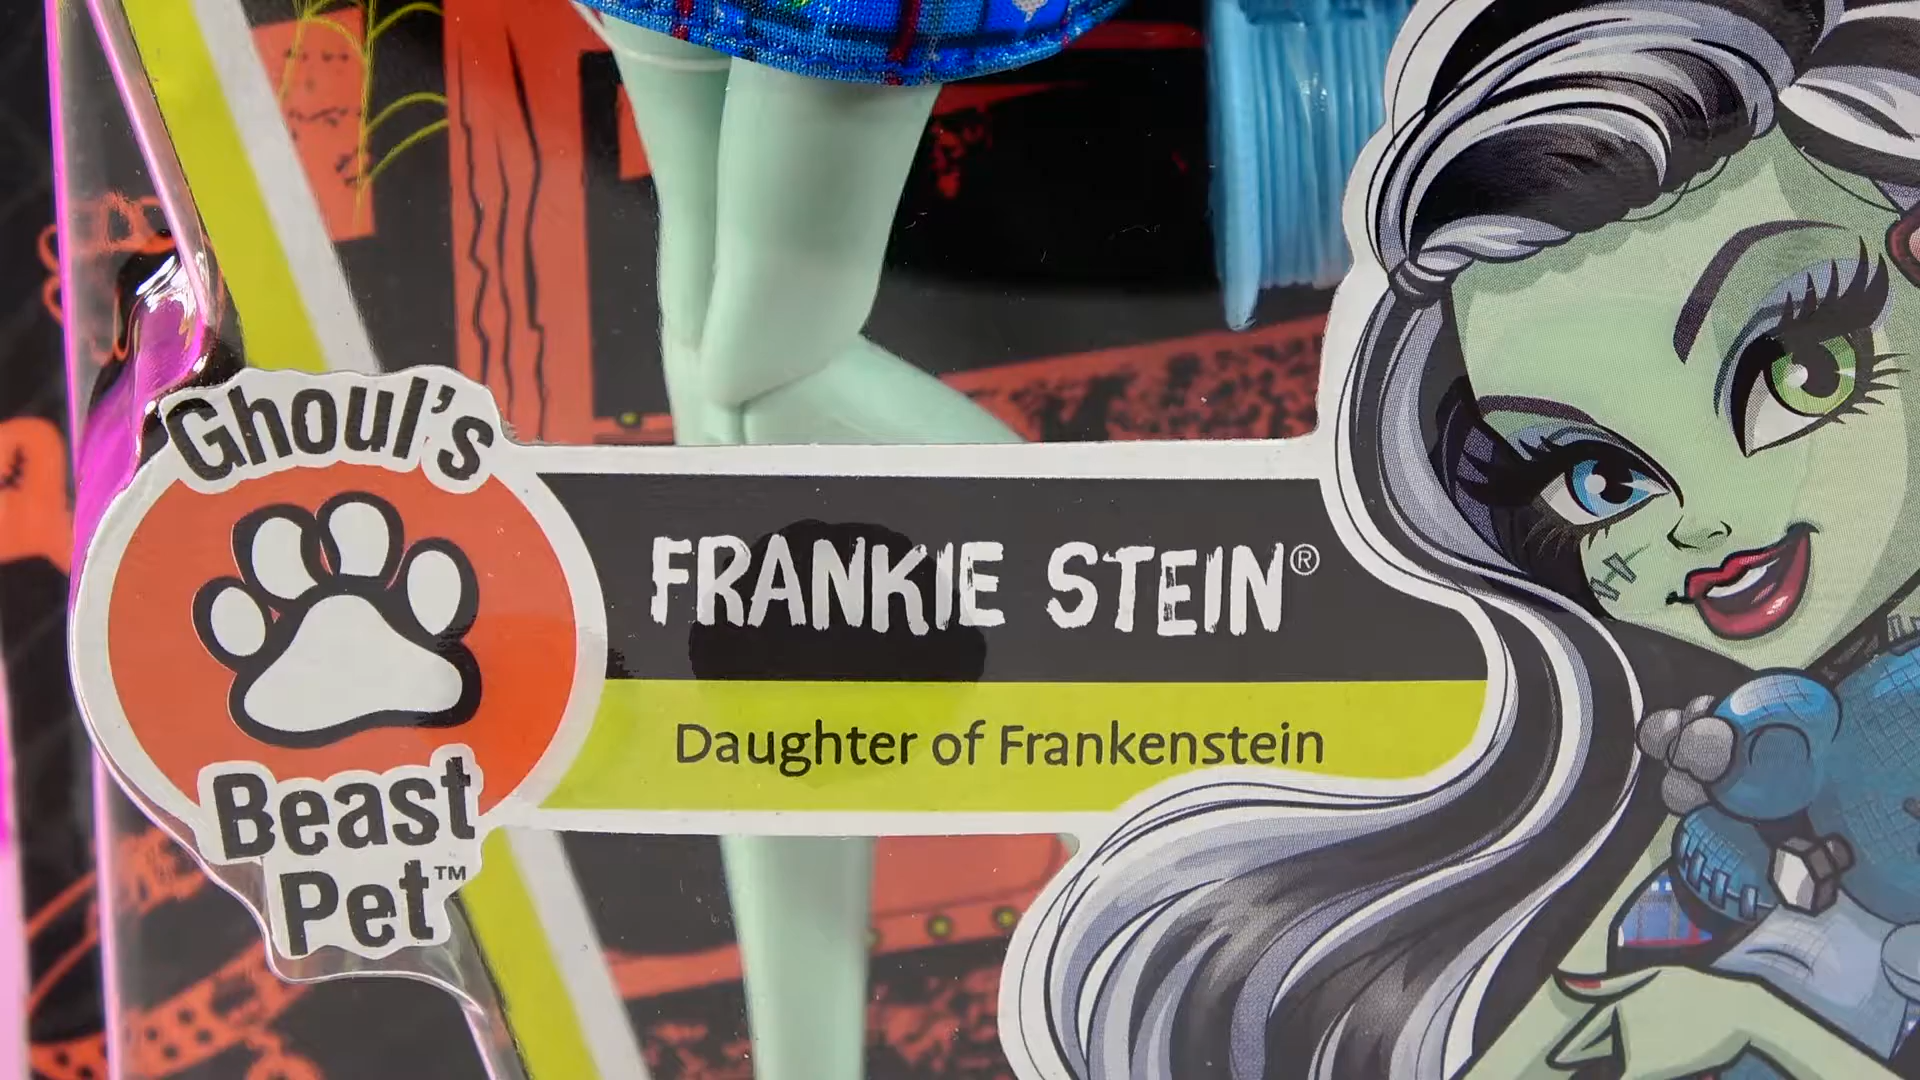 Ghoul's
Beast
Pet™
FRANKIE STEIN®
Daughter of Frankenstein